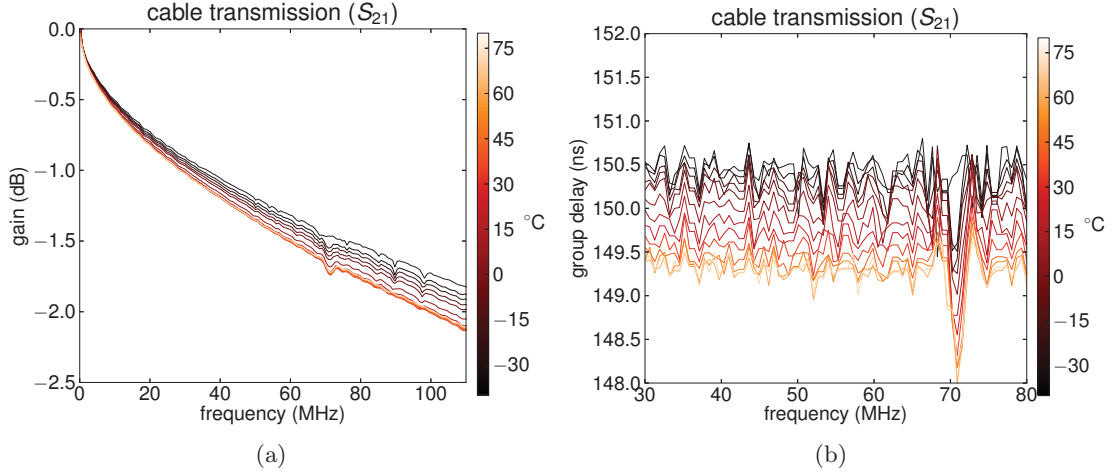 cable transmission (S21)
gain (dB)
0.0
−0.5
−1.0
−1.5
−2.0
−2.5
0 20 40 60 80 100
frequency (MHz)
75
60
45
30
15
0
−15
−30
°C
(a)
cable transmission (S21)
group delay (ns)
152.0
151.5
151.0
150.5
150.0
149.5
149.0
148.5
148.0
30 40 50 60 70 80
frequency (MHz)
75
60
45
30
15
0
−15
−30
°C
(b)